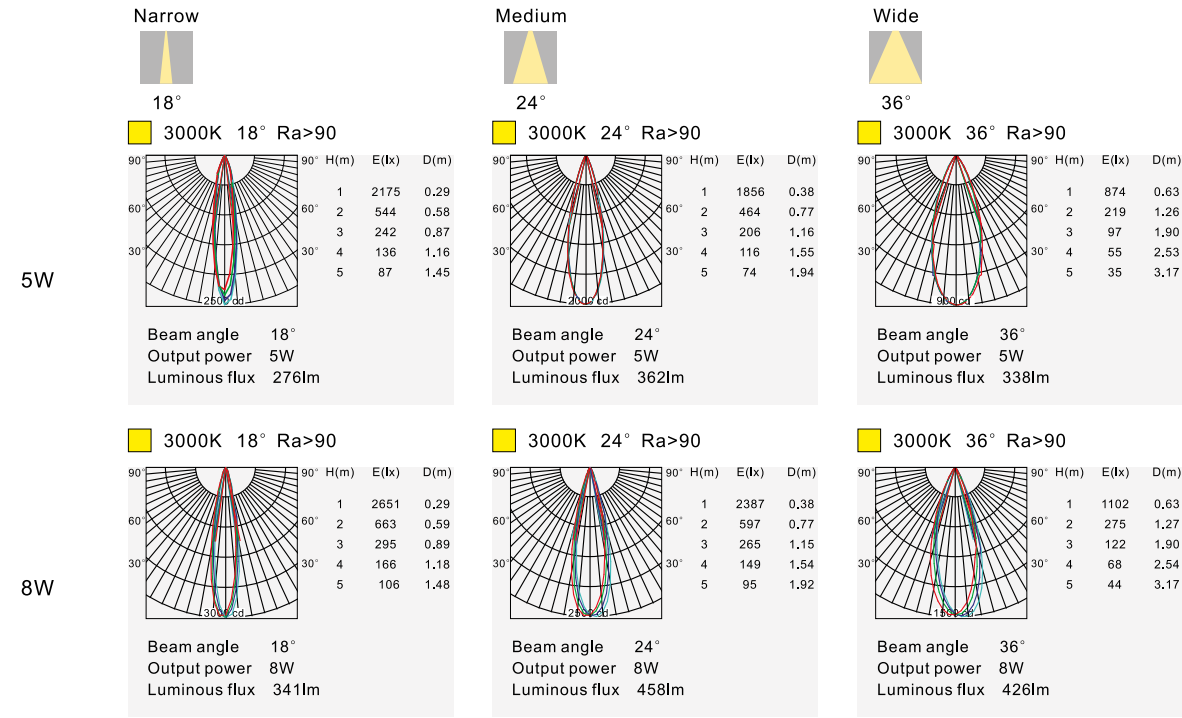 Narrow
Medium
Wide
18°
24°
36°
5W
3000K 18° Ra>90
90° 90° H(m) E(lx) D(m)
1 2175 0.29
60° 60° 2 544 0.58
3 242 0.87
30° 30° 4 136 1.16
5 87 1.45
2500 cd
Beam angle 18°
Output power 5W
Luminous flux 276lm
3000K 24° Ra>90
90° 90° H(m) E(lx) D(m)
1 1856 0.38
60° 60° 2 464 0.77
3 206 1.16
30° 30° 4 116 1.55
5 74 1.94
2000 cd
Beam angle 24°
Output power 5W
Luminous flux 362lm
3000K 36° Ra>90
90° 90° H(m) E(lx) D(m)
1 874 0.63
60° 60° 2 219 1.26
3 97 1.90
30° 30° 4 55 2.53
5 35 3.17
900 cd
Beam angle 36°
Output power 5W
Luminous flux 338lm
8W
3000K 18° Ra>90
90° 90° H(m) E(lx) D(m)
1 2651 0.29
60° 60° 2 663 0.59
3 295 0.89
30° 30° 4 166 1.18
5 106 1.48
3000 cd
Beam angle 18°
Output power 8W
Luminous flux 341lm
3000K 24° Ra>90
90° 90° H(m) E(lx) D(m)
1 2387 0.38
60° 60° 2 597 0.77
3 265 1.15
30° 30° 4 149 1.54
5 95 1.92
2500 cd
Beam angle 24°
Output power 8W
Luminous flux 458lm
3000K 36° Ra>90
90° 90° H(m) E(lx) D(m)
1 1102 0.63
60° 60° 2 275 1.27
3 122 1.90
30° 30° 4 68 2.54
5 44 3.17
1500 cd
Beam angle 36°
Output power 8W
Luminous flux 426lm